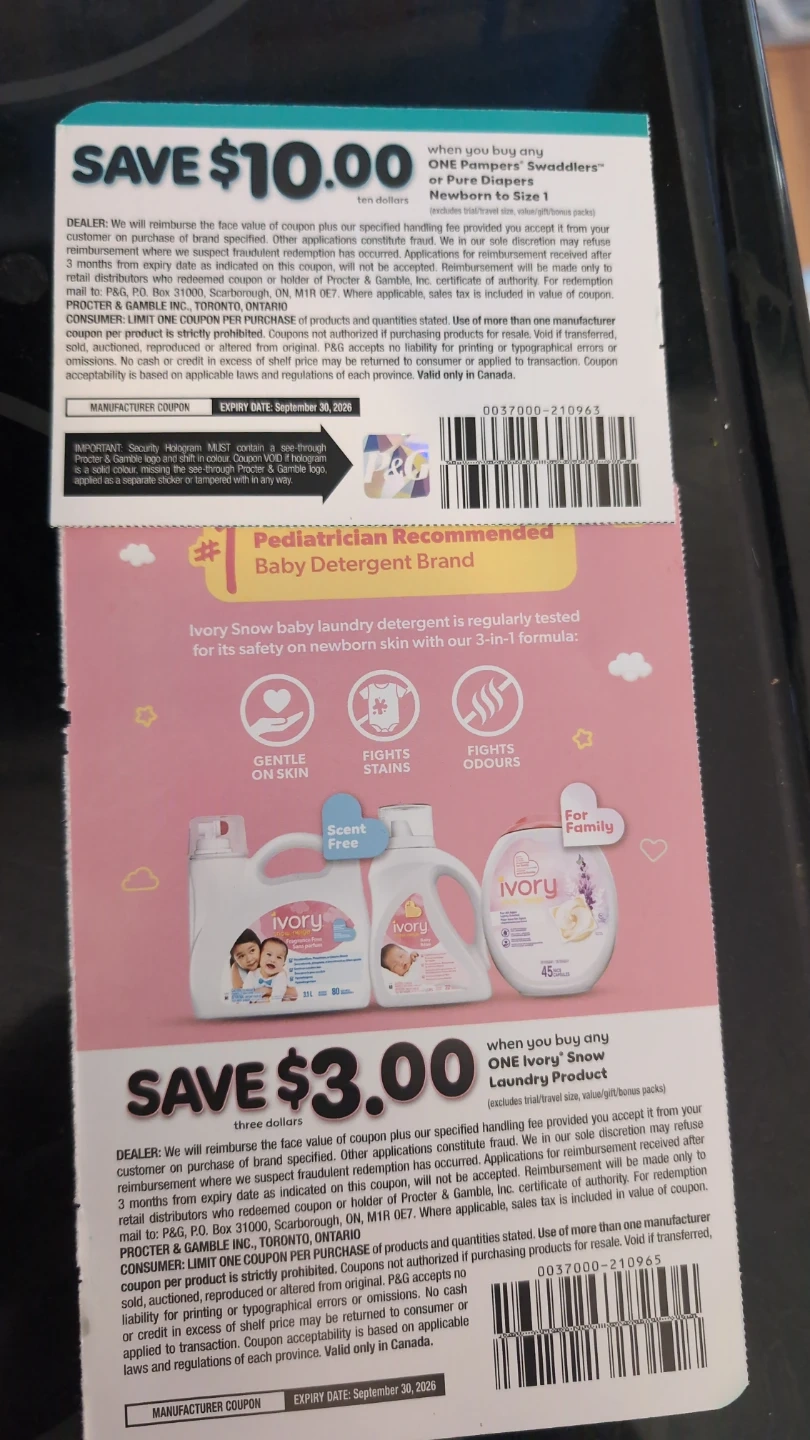 SAVE $10.00
ten dollars
when you buy any
ONE Pampers® Swaddlers™
or Pure Diapers
Newborn to Size 1
(excludes trial/travel size, value/gift/bonus packs)
DEALER: We will reimburse the face value of coupon plus our specified handling fee provided you accept it from your
customer on purchase of brand specified. Other applications constitute fraud. We in our sole discretion may refuse
reimbursement where we suspect fraudulent redemption has occurred. Applications for reimbursement received after
3 months from expiry date as indicated on this coupon, will not be accepted. Reimbursement will be made only to
retail distributors who redeemed coupon or holder of Procter & Gamble, Inc. certificate of authority. For redemption
mail to: P&G, P.O. Box 31000, Scarborough, ON, M1R 0E7. Where applicable, sales tax is included in value of coupon.
PROCTER & GAMBLE INC., TORONTO, ONTARIO
CONSUMER: LIMIT ONE COUPON PER PURCHASE of products and quantities stated. Use of more than one manufacturer
coupon per product is strictly prohibited. Coupons not authorized if purchasing products for resale. Void if transferred,
sold, auctioned, reproduced or altered from original. P&G accepts no liability for printing or typographical errors or
omissions. No cash or credit in excess of shelf price may be returned to consumer or applied to transaction. Coupon
acceptability is based on applicable laws and regulations of each province. Valid only in Canada.
MANUFACTURER COUPON
EXPIRY DATE: September 30, 2026
IMPORTANT: Security Hologram MUST contain a see-through
Procter & Gamble logo and shift in colour. Coupon VOID if hologram
is a solid colour, missing the see-through Procter & Gamble logo,
applied as a separate sticker or tampered with in any way.
P&G
0037000-210963
#1 Pediatrician Recommended
Baby Detergent Brand
Ivory Snow baby laundry detergent is regularly tested
for its safety on newborn skin with our 3-in-1 formula:
GENTLE
ON SKIN
FIGHTS
STAINS
FIGHTS
ODOURS
Scent
Free
For
Family
ivory
Fragrance Free
Sans parfum
80
ivory
ivory
45
SAVE $3.00
three dollars
when you buy any
ONE Ivory® Snow
Laundry Product
(excludes trial/travel size, value/gift/bonus packs)
DEALER: We will reimburse the face value of coupon plus our specified handling fee provided you accept it from your
customer on purchase of brand specified. Other applications constitute fraud. We in our sole discretion may refuse
reimbursement where we suspect fraudulent redemption has occurred. Applications for reimbursement received after
3 months from expiry date as indicated on this coupon, will not be accepted. Reimbursement will be made only to
retail distributors who redeemed coupon or holder of Procter & Gamble, Inc. certificate of authority. For redemption
mail to: P&G, P.O. Box 31000, Scarborough, ON, M1R 0E7. Where applicable, sales tax is included in value of coupon.
PROCTER & GAMBLE INC., TORONTO, ONTARIO
CONSUMER: LIMIT ONE COUPON PER PURCHASE of products and quantities stated. Use of more than one manufacturer
coupon per product is strictly prohibited. Coupons not authorized if purchasing products for resale. Void if transferred,
sold, auctioned, reproduced or altered from original. P&G accepts no
liability for printing or typographical errors or omissions. No cash
or credit in excess of shelf price may be returned to consumer or
applied to transaction. Coupon acceptability is based on applicable
laws and regulations of each province. Valid only in Canada.
0037000-210965
MANUFACTURER COUPON
EXPIRY DATE: September 30, 2026